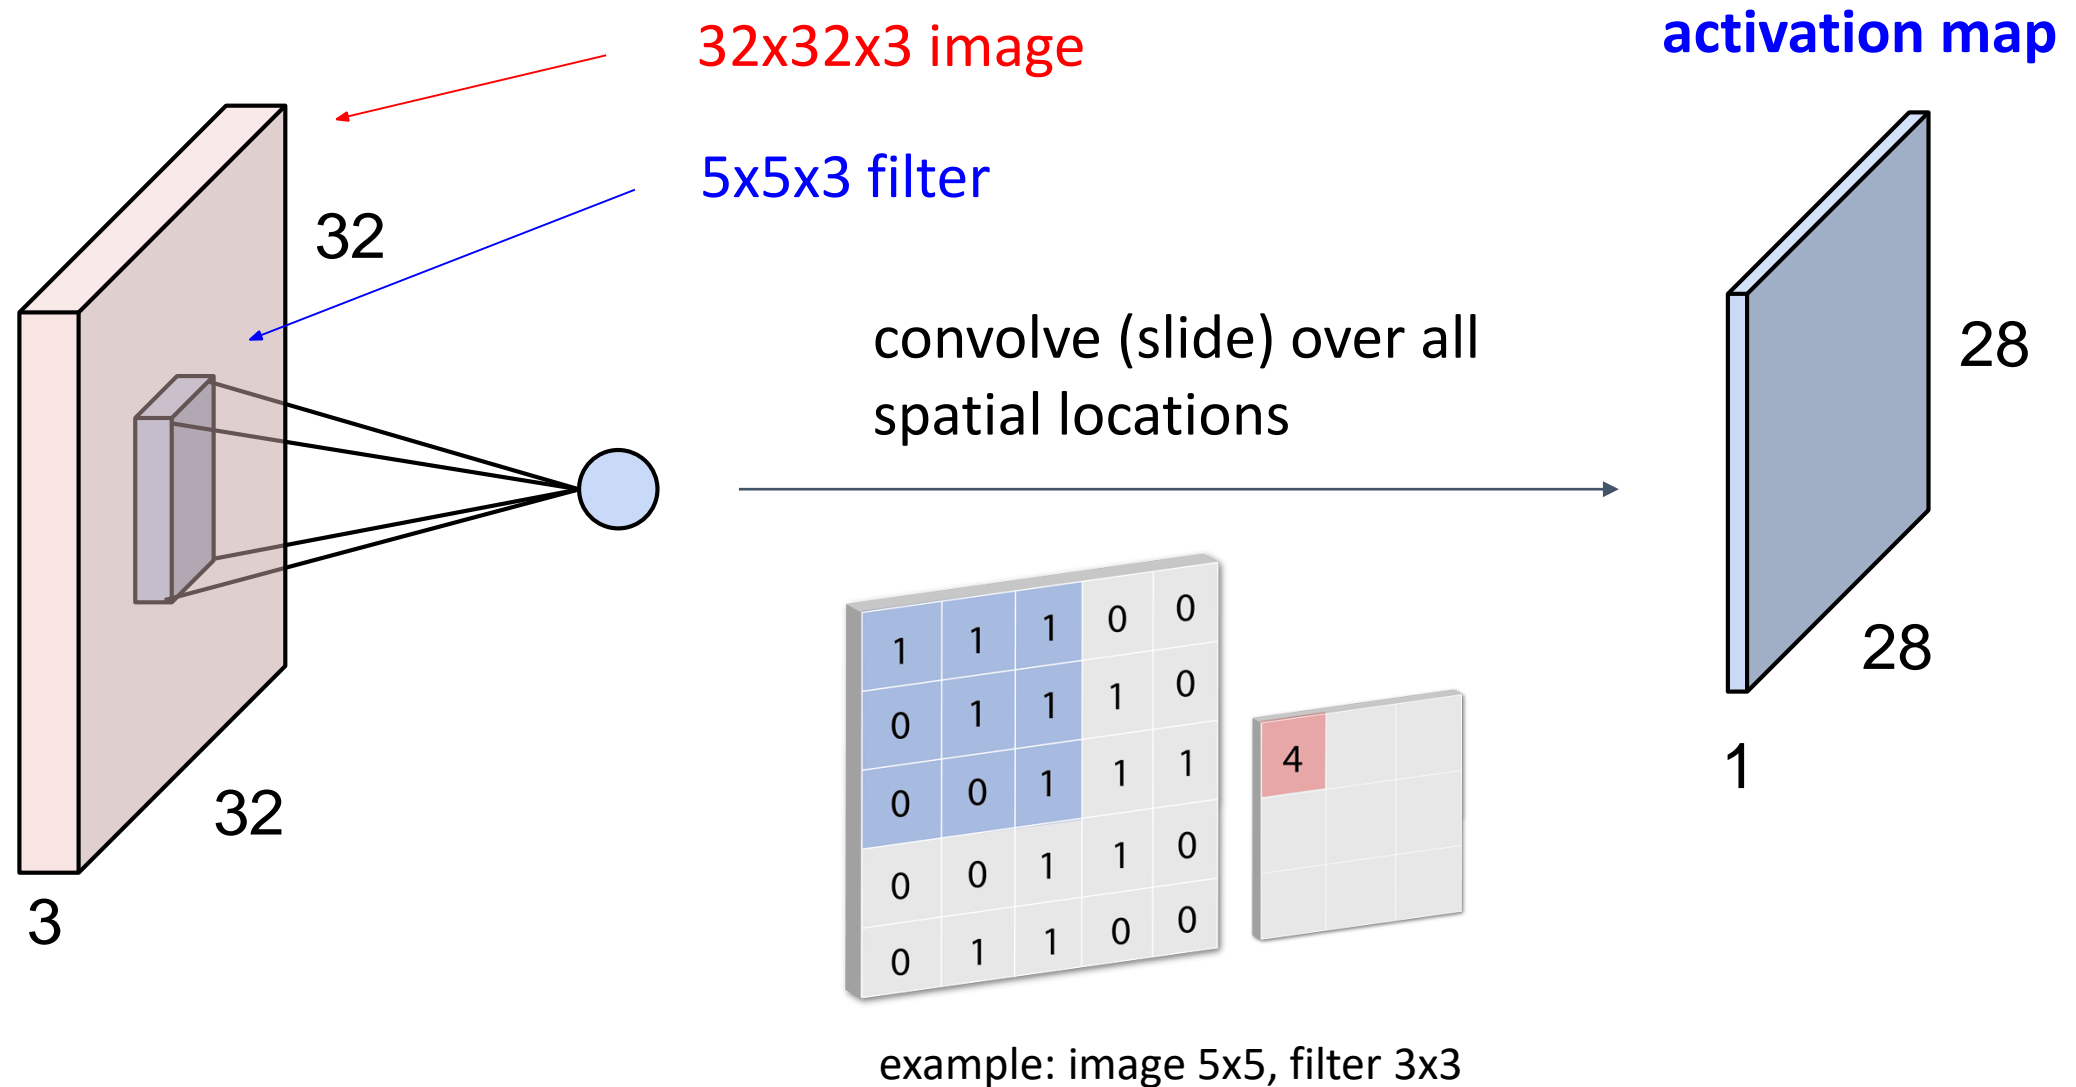 32x32x3 image
activation map
5x5x3 filter
32
32
3
convolve (slide) over all
spatial locations
1 1 1 0 0
0 1 1 1 0
0 0 1 1 1
0 0 1 1 0
0 1 1 0 0
4
example: image 5x5, filter 3x3
28
28
1